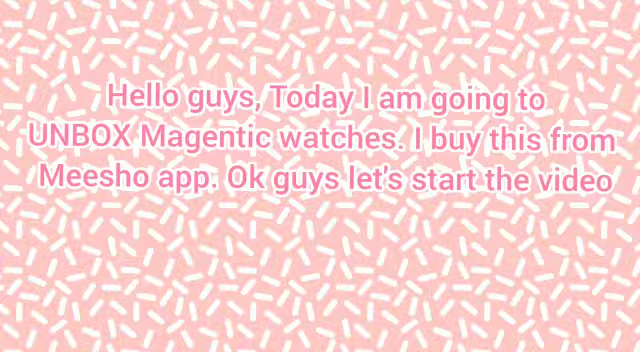 Hello guys, Today I am going to
UNBOX Magentic watches. I buy this from
Meesho app. Ok guys let's start the video